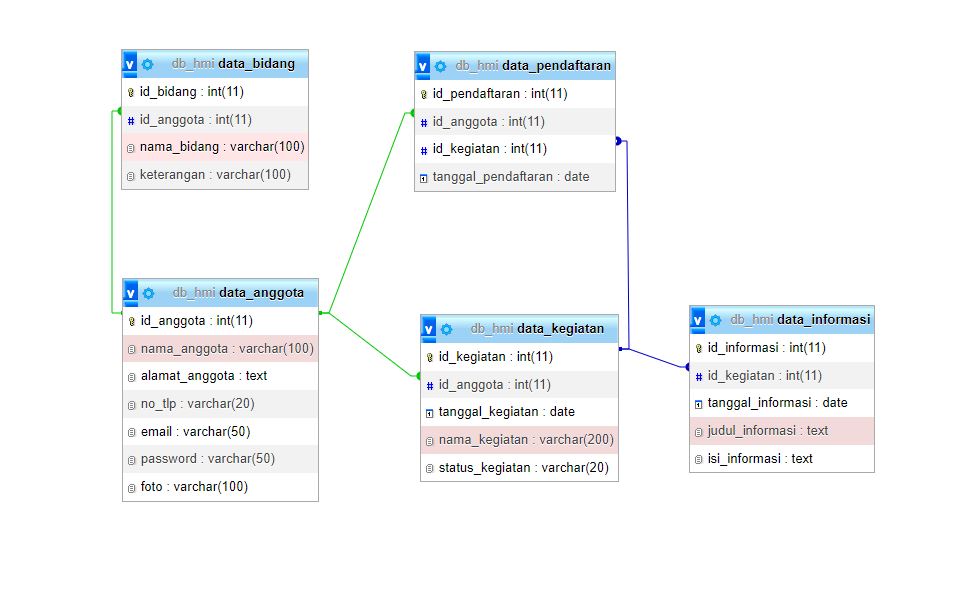 db_hmi data_bidang
id_bidang : int(11)
id_anggota : int(11)
nama_bidang : varchar(100)
keterangan : varchar(100)
db_hmi data_pendaftaran
id_pendaftaran : int(11)
id_anggota : int(11)
id_kegiatan : int(11)
tanggal_pendaftaran : date
db_hmi data_anggota
id_anggota : int(11)
nama_anggota : varchar(100)
alamat_anggota : text
no_tlp : varchar(20)
email : varchar(50)
password : varchar(50)
foto : varchar(100)
db_hmi data_kegiatan
id_kegiatan : int(11)
id_anggota : int(11)
tanggal_kegiatan : date
nama_kegiatan : varchar(200)
status_kegiatan : varchar(20)
db_hmi data_informasi
id_informasi : int(11)
id_kegiatan : int(11)
tanggal_informasi : date
judul_informasi : text
isi_informasi : text